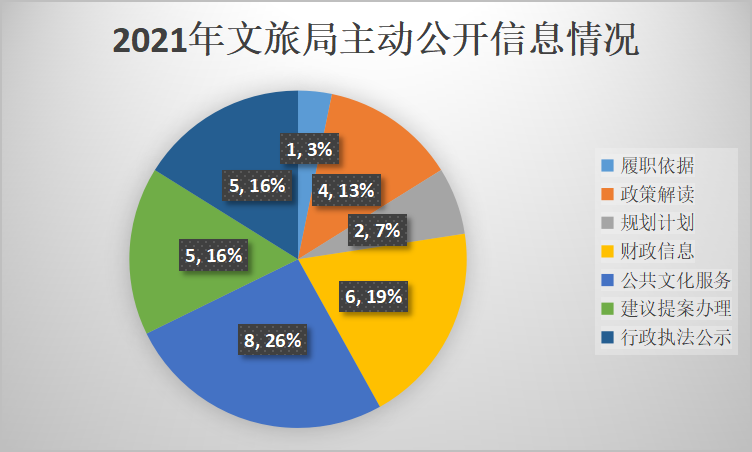 2021年文旅局主动公开信息情况
1, 3%
4, 13%
2, 7%
6, 19%
8, 26%
5, 16%
5, 16%
履职依据
政策解读
规划计划
财政信息
公共文化服务
建议提案办理
行政执法公示